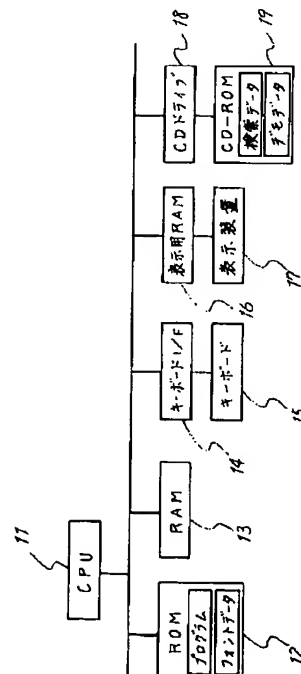 11
CPU
ROM
プログラム
フォントデータ
12
RAM
13
キーボードI/F
14
キーボード
15
表示用RAM
16
表示装置
17
CDドライブ
18
CD-ROM
検索データ
デモデータ
19